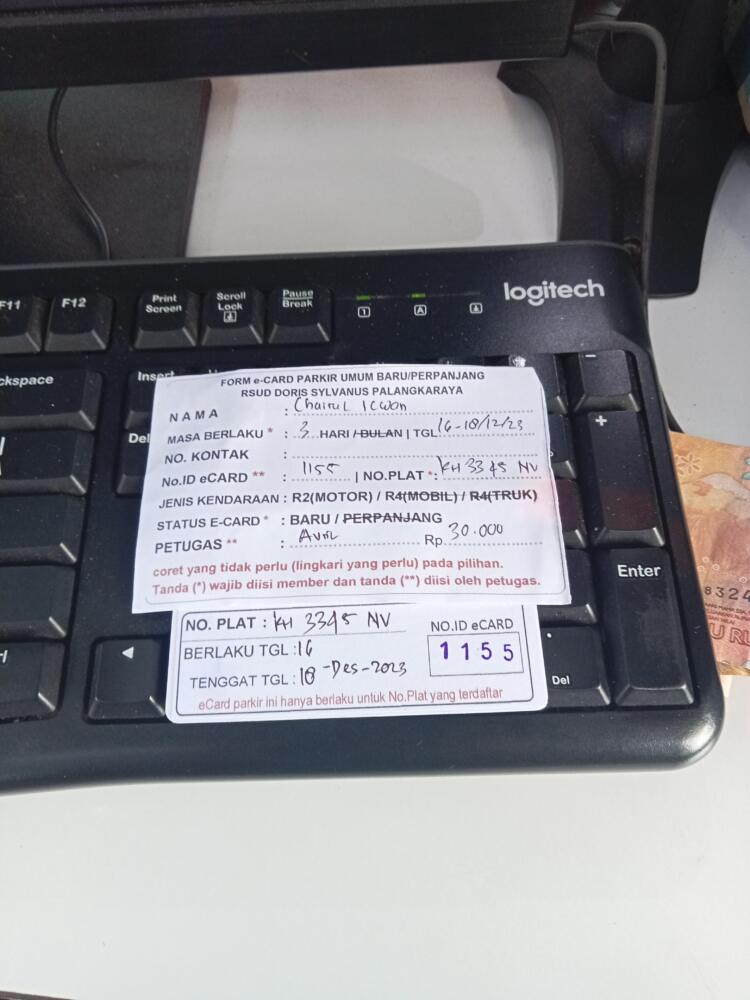 F11 F12 Print Screen Scroll Lock Pause Break 1 A logitech
ckspace Insert
-
+
Del
Enter
Del
FORM e-CARD PARKIR UMUM BARU/PERPANJANG
RSUD DORIS SYLVANUS PALANGKARAYA
NAMA : Chairul Icwan
MASA BERLAKU * : 3 HARI /BULAN | TGL 16-18/12/23
NO. KONTAK :
No.ID eCARD ** : 1155 | NO.PLAT *: KH 3345 NV
JENIS KENDARAAN : R2(MOTOR) / R4(MOBIL) / R4(TRUK)
STATUS E-CARD * : BARU / PERPANJANG
PETUGAS ** : Avril Rp. 30.000
coret yang tidak perlu (lingkari yang perlu) pada pilihan.
Tanda (*) wajib diisi member dan tanda (**) diisi oleh petugas.
NO. PLAT : KH 3345 NV
NO.ID eCARD
1155
BERLAKU TGL : 16
TENGGAT TGL : 18 - Des - 2023
eCard parkir ini hanya berlaku untuk No.Plat yang terdaftar
8324
U RU